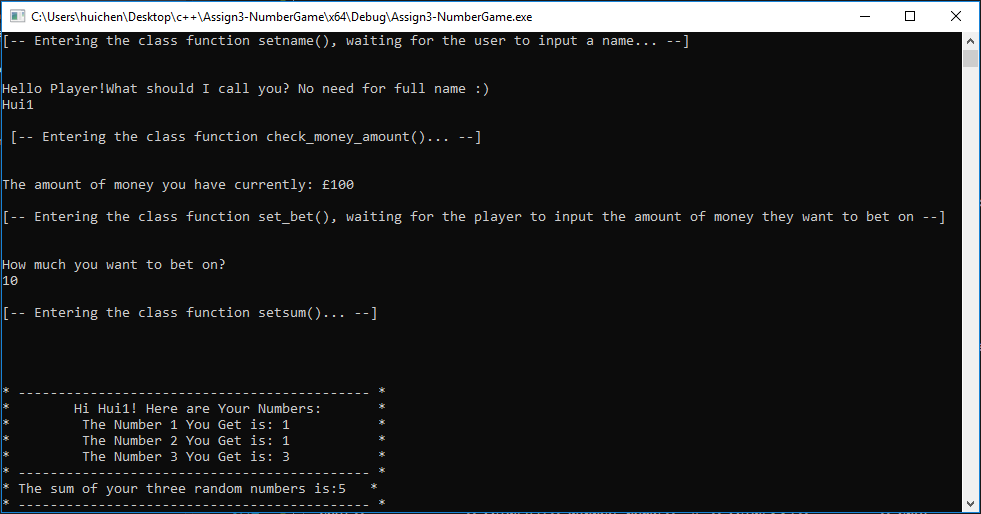 C:\Users\huichen\Desktop\c++\Assign3-NumberGame\x64\Debug\Assign3-NumberGame.exe
[-- Entering the class function setname(), waiting for the user to input a name... --]
Hello Player!What should I call you? No need for full name :)
Hui1
[-- Entering the class function check_money_amount()... --]
The amount of money you have currently: £100
[-- Entering the class function set_bet(), waiting for the player to input the amount of money they want to bet on --]
How much you want to bet on?
10
[-- Entering the class function setsum()... --]
* -------------------------------------------- *
*        Hi Hui1! Here are Your Numbers:       *
*         The Number 1 You Get is: 1           *
*         The Number 2 You Get is: 1           *
*         The Number 3 You Get is: 3           *
* -------------------------------------------- *
* The sum of your three random numbers is:5   *
* -------------------------------------------- *